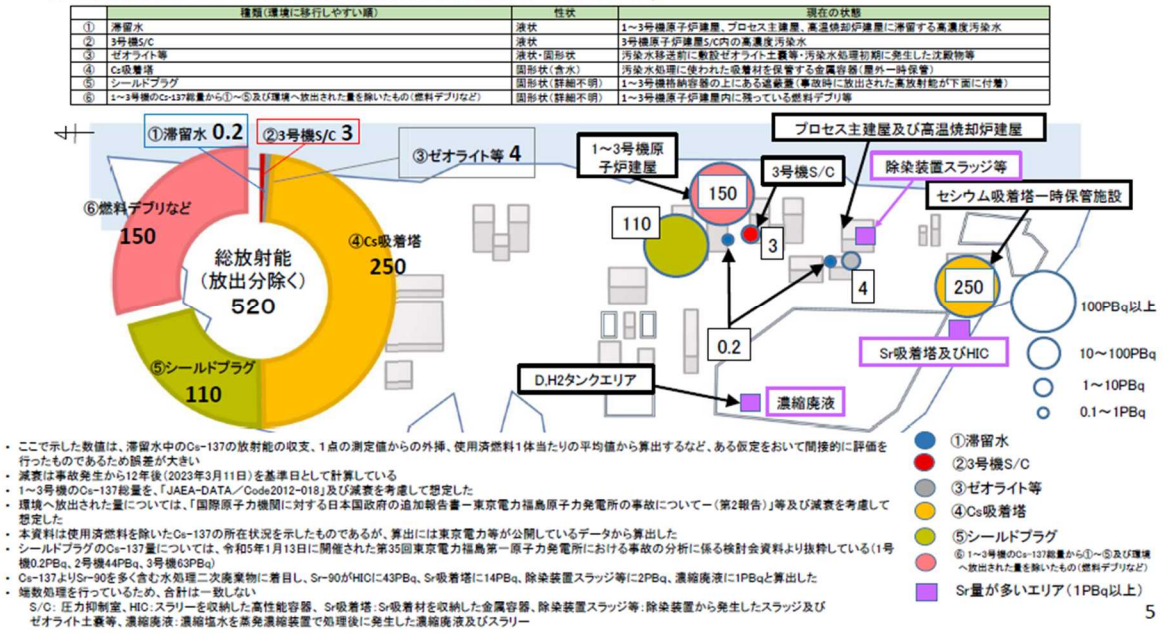 種類（環境に移行しやすい順） 性状 現在の状態
① 滞留水 液状 1～3号機原子炉建屋、プロセス主建屋、高温焼却炉建屋に滞留する高濃度汚染水
② 3号機S/C 液状 3号機原子炉建屋S/C内の高濃度汚染水
③ ゼオライト等 液状・固形状 汚染水移送前に敷設ゼオライト土嚢等・汚染水処理初期に発生した沈殿物等
④ Cs吸着塔 固形状（含水） 汚染水処理に使われた吸着材を保管する金属容器（屋外一時保管）
⑤ シールドプラグ 固形状（詳細不明） 1～3号機格納容器の上にある遮蔽蓋（事故時に放出された高放射能が下面に付着）
⑥ 1～3号機のCs-137総量から①～⑤及び環境へ放出された量を除いたもの（燃料デブリなど） 固形状（詳細不明） 1～3号機原子炉建屋内に残っている燃料デブリ等
①滞留水 0.2
②3号機S/C 3
③ゼオライト等 4
⑥燃料デブリなど
150
④Cs吸着塔
250
総放射能
（放出分除く）
520
⑤シールドプラグ
110
1～3号機原
子炉建屋
プロセス主建屋及び高温焼却炉建屋
3号機S/C
除染装置スラッジ等
セシウム吸着塔一時保管施設
150
110
3
4
250
0.2
Sr吸着塔及びHIC
D,H2タンクエリア
濃縮廃液
100PBq以上
10～100PBq
1～10PBq
0.1～1PBq
①滞留水
②3号機S/C
③ゼオライト等
④Cs吸着塔
⑤シールドプラグ
⑥ 1～3号機のCs-137総量から①～⑤及び環境
へ放出された量を除いたもの（燃料デブリなど）
Sr量が多いエリア（1PBq以上）
・ ここで示した数値は、滞留水中のCs-137の放射能の収支、1点の測定値からの外挿、使用済燃料1体当たりの平均値から算出するなど、ある仮定をおいて間接的に評価を
行ったものであるため誤差が大きい
・ 減衰は事故発生から12年後（2023年3月11日）を基準日として計算している
・ 1～3号機のCs-137総量を、「JAEA-DATA／Code2012-018」及び減衰を考慮して想定した
・ 環境へ放出された量については、「国際原子力機関に対する日本国政府の追加報告書ー東京電力福島原子力発電所の事故についてー（第2報告）」等及び減衰を考慮して
想定した
・ 本資料は使用済燃料を除いたCs-137の所在状況を示したものであるが、算出には東京電力等が公開しているデータから算出した
・ シールドプラグのCs-137量については、令和5年1月13日に開催された第35回東京電力福島第一原子力発電所における事故の分析に係る検討会資料より抜粋している（1号
機0.2PBq、2号機44PBq、3号機63PBq）
・ Cs-137よりSr-90を多く含む水処理二次廃棄物に着目し、Sr-90がHICに43PBq、Sr吸着塔に14PBq、除染装置スラッジ等に2PBq、濃縮廃液に1PBqと算出した
・ 端数処理を行っているため、合計は一致しない
S/C: 圧力抑制室、HIC: スラリーを収納した高性能容器、 Sr吸着塔: Sr吸着材を収納した金属容器、除染装置スラッジ等: 除染装置から発生したスラッジ及び
ゼオライト土嚢等、濃縮廃液: 濃縮塩水を蒸発濃縮装置で処理後に発生した濃縮廃液及びスラリー
5